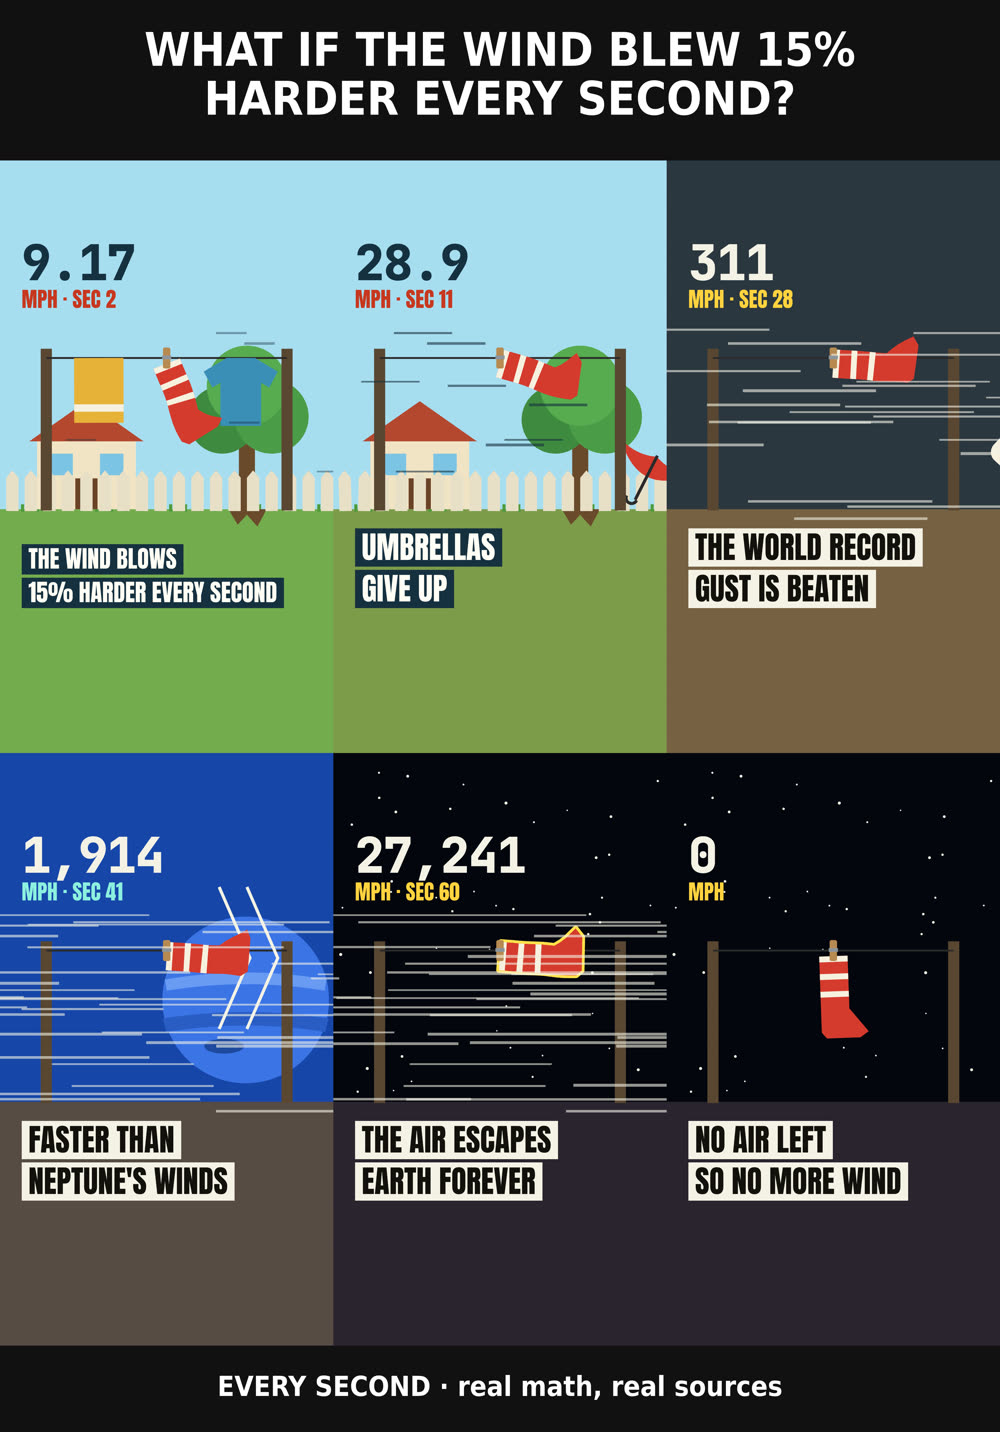 WHAT IF THE WIND BLEW 15%
HARDER EVERY SECOND?
9.17
MPH · SEC 2
THE WIND BLOWS
15% HARDER EVERY SECOND
28.9
MPH · SEC 11
UMBRELLAS
GIVE UP
311
MPH · SEC 28
THE WORLD RECORD
GUST IS BEATEN
1,914
MPH · SEC 41
FASTER THAN
NEPTUNE'S WINDS
27,241
MPH · SEC 60
THE AIR ESCAPES
EARTH FOREVER
0
MPH
NO AIR LEFT
SO NO MORE WIND
EVERY SECOND · real math, real sources